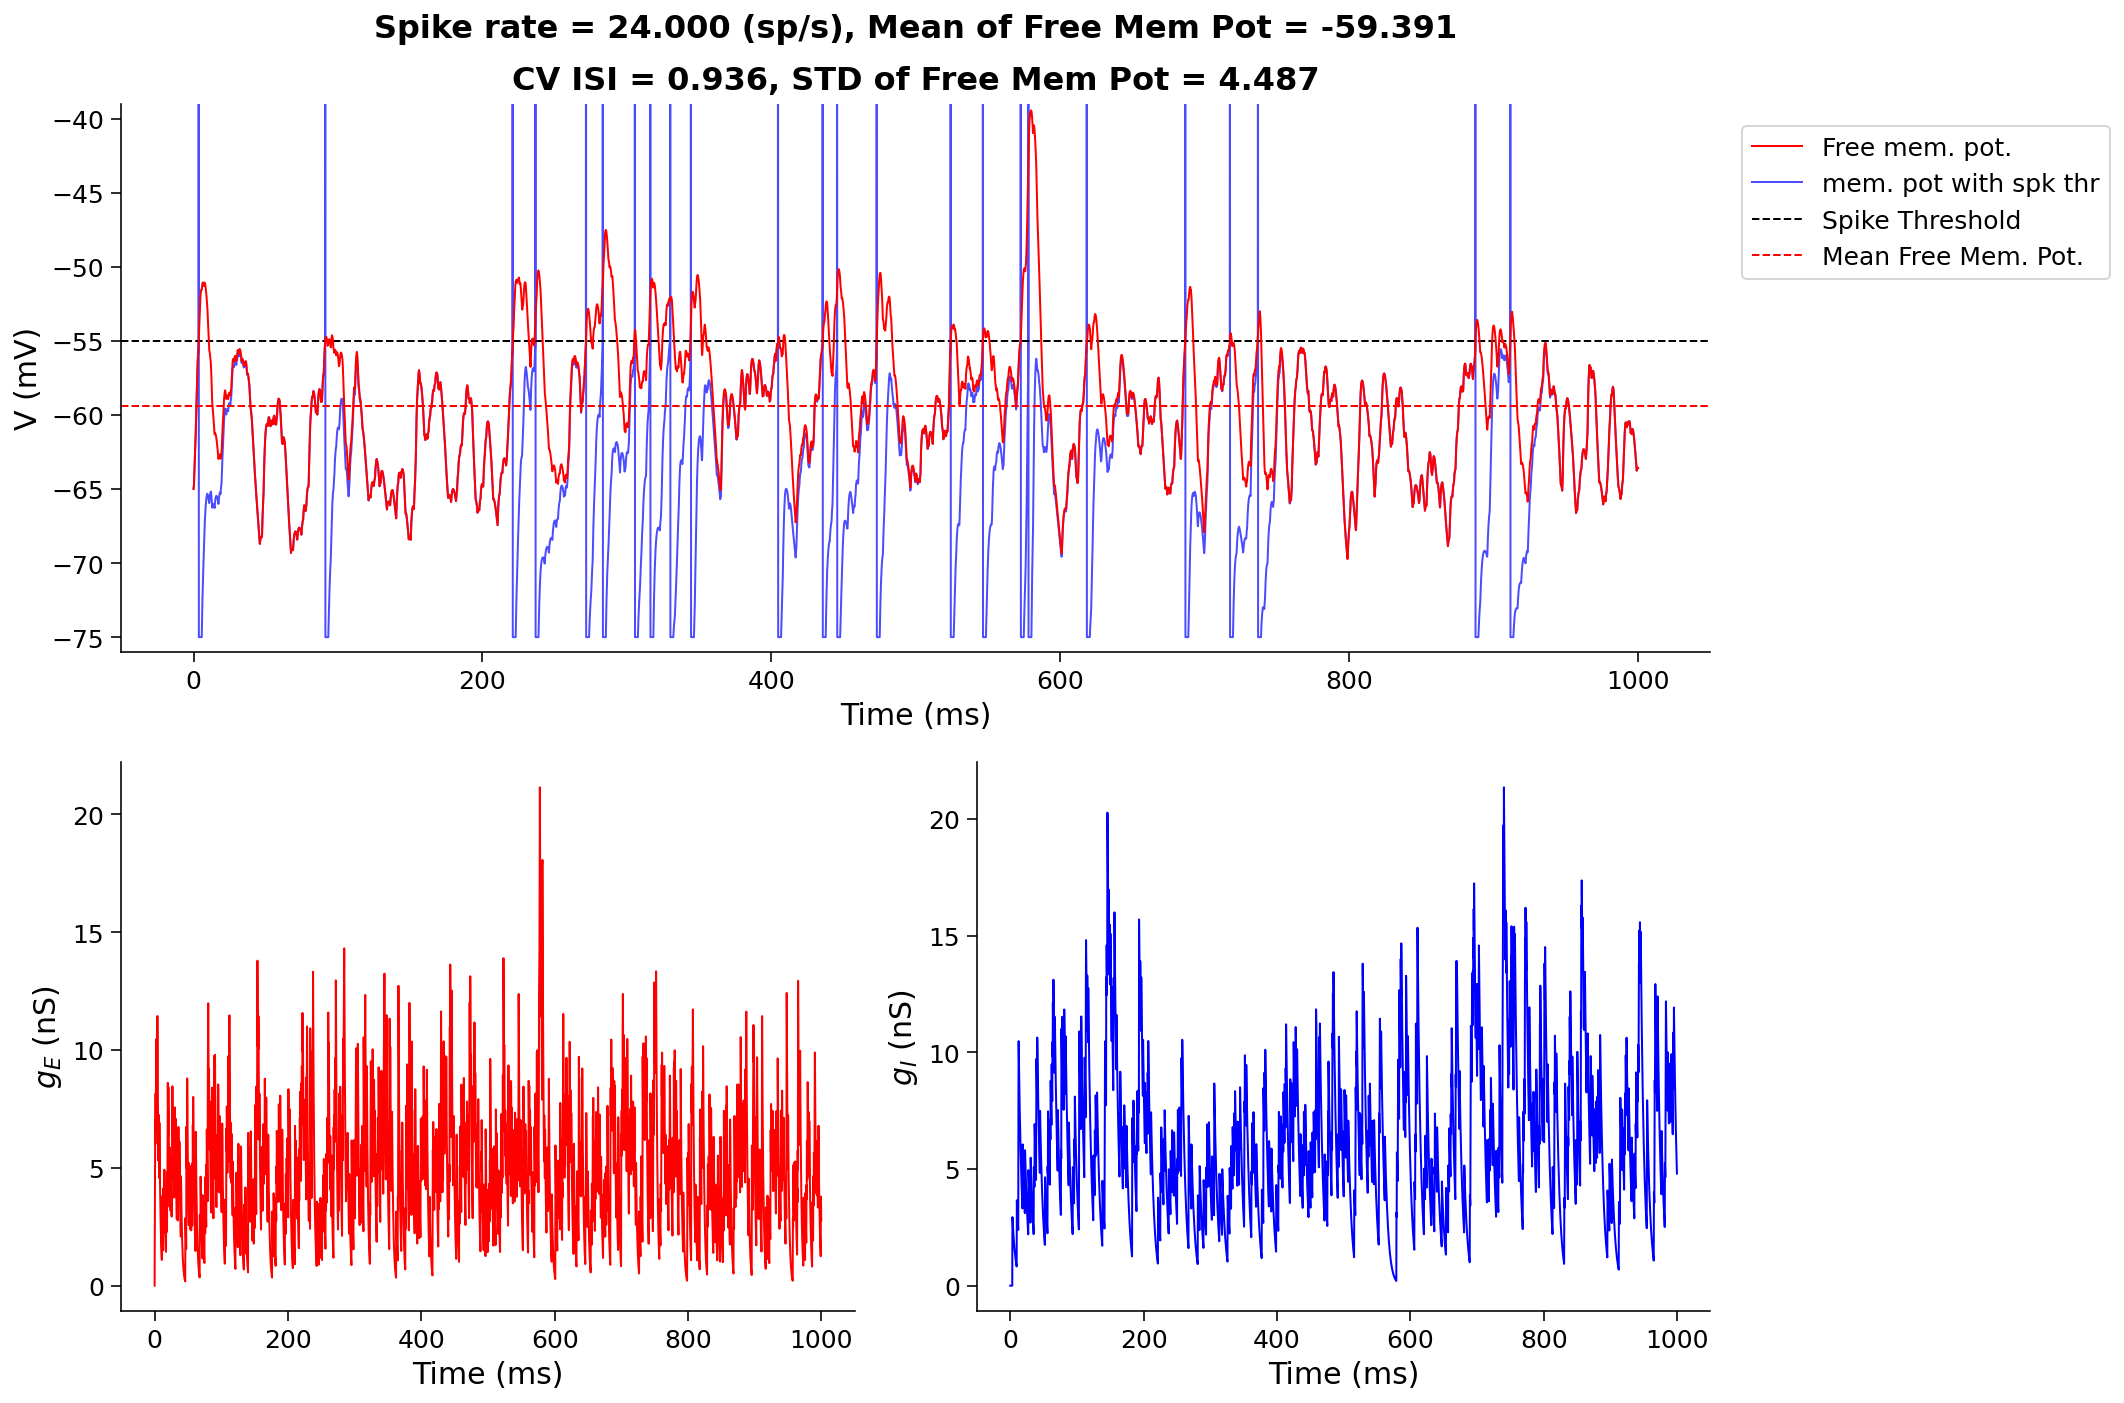 Spike rate = 24.000 (sp/s), Mean of Free Mem Pot = -59.391
CV ISI = 0.936, STD of Free Mem Pot = 4.487
−40
−45
−50
−55
−60
−65
−70
−75
V (mV)
0 200 400 600 800 1000
Time (ms)
Free mem. pot.
mem. pot with spk thr
Spike Threshold
Mean Free Mem. Pot.
20
15
10
5
0
g_E (nS)
0 200 400 600 800 1000
Time (ms)
20
15
10
5
0
g_I (nS)
0 200 400 600 800 1000
Time (ms)